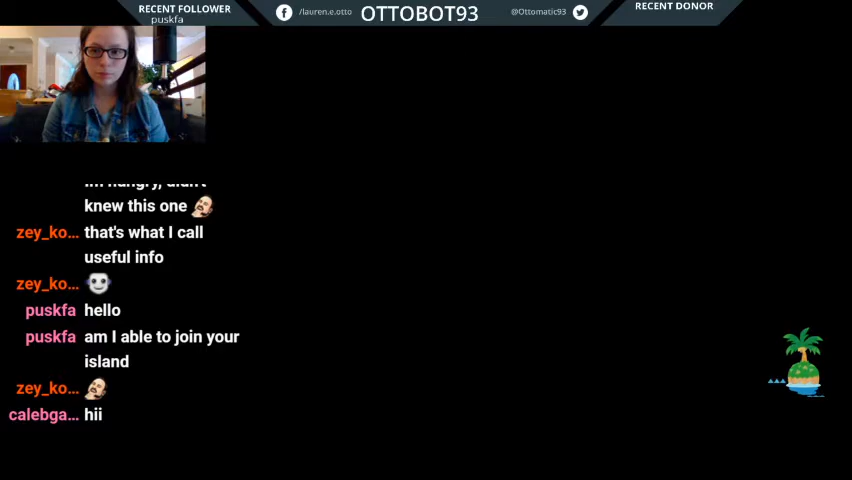 RECENT FOLLOWER
puskfa
/lauren.e.otto
OTTOBOT93
@Ottomatic93
RECENT DONOR
knew this one
zey_ko... that's what I call
useful info
zey_ko...
puskfa hello
puskfa am I able to join your
island
zey_ko...
calebga... hii